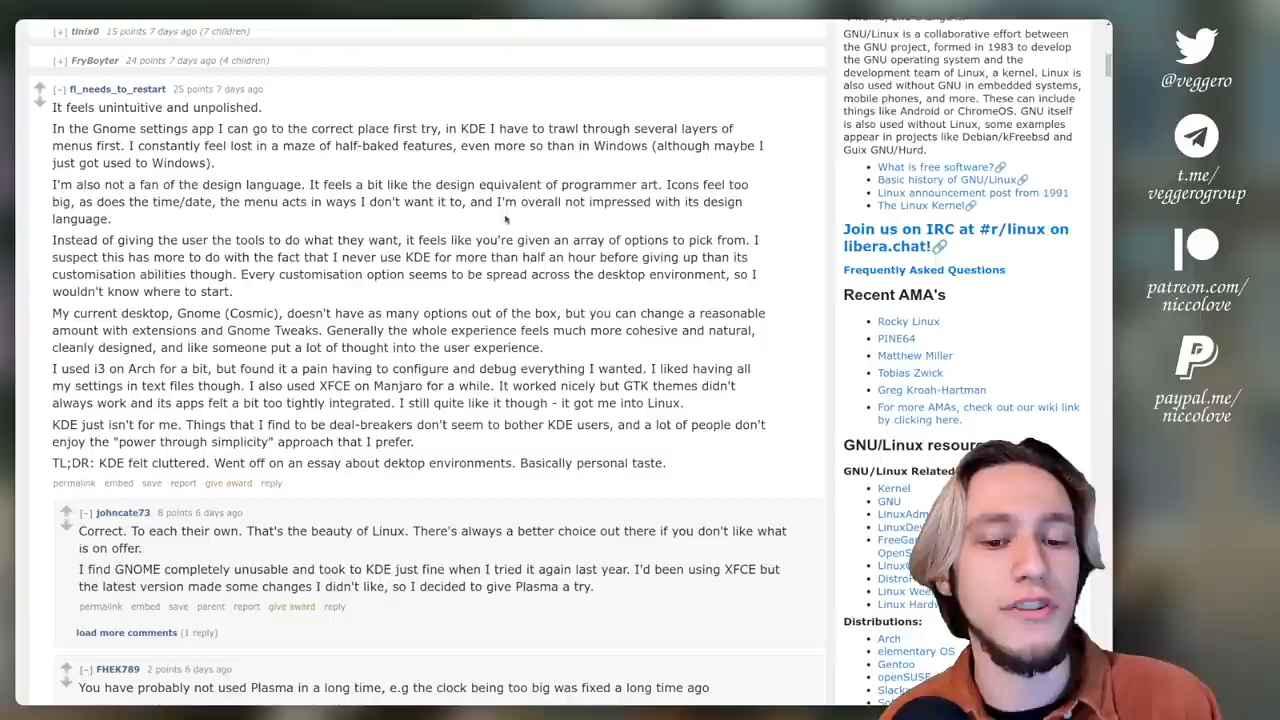 [+] tinix0 15 points 7 days ago (7 children)
[+] FryBoyter 24 points 7 days ago (4 children)
[–] fl_needs_to_restart 25 points 7 days ago
It feels unintuitive and unpolished.
In the Gnome settings app I can go to the correct place first try, in KDE I have to trawl through several layers of
menus first. I constantly feel lost in a maze of half-baked features, even more so than in Windows (although maybe I
just got used to Windows).
I'm also not a fan of the design language. It feels a bit like the design equivalent of programmer art. Icons feel too
big, as does the time/date, the menu acts in ways I don't want it to, and I'm overall not impressed with its design
language.
Instead of giving the user the tools to do what they want, it feels like you're given an array of options to pick from. I
suspect this has more to do with the fact that I never use KDE for more than half an hour before giving up than its
customisation abilities though. Every customisation option seems to be spread across the desktop environment, so I
wouldn't know where to start.
My current desktop, Gnome (Cosmic), doesn't have as many options out of the box, but you can change a reasonable
amount with extensions and Gnome Tweaks. Generally the whole experience feels much more cohesive and natural,
cleanly designed, and like someone put a lot of thought into the user experience.
I used i3 on Arch for a bit, but found it a pain having to configure and debug everything I wanted. I liked having all
my settings in text files though. I also used XFCE on Manjaro for a while. It worked nicely but GTK themes didn't
always work and its apps felt a bit to tightly integrated. I still quite like it though - it got me into Linux.
KDE just isn't for me. Things that I find to be deal-breakers don't seem to bother KDE users, and a lot of people don't
enjoy the "power through simplicity" approach that I prefer.
TL;DR: KDE felt cluttered. Went off on an essay about dektop environments. Basically personal taste.
permalink embed save report give award reply
[–] johncate73 8 points 6 days ago
Correct. To each their own. That's the beauty of Linux. There's always a better choice out there if you don't like what
is on offer.
I find GNOME completely unusable and took to KDE just fine when I tried it again last year. I'd been using XFCE but
the latest version made some changes I didn't like, so I decided to give Plasma a try.
permalink embed save parent report give award reply
load more comments (1 reply)
[–] FHEK789 2 points 6 days ago
You have probably not used Plasma in a long time, e.g the clock being too big was fixed a long time ago
GNU/Linux is a collaborative effort between
the GNU project, formed in 1983 to develop
the GNU operating system and the
development team of Linux, a kernel. Linux is
also used without GNU in embedded systems,
mobile phones, and more. These can include
things like Android or ChromeOS. GNU itself
is also used without Linux, some examples
appear in projects like Debian/kFreebsd and
Guix GNU/Hurd.
What is free software?
Basic history of GNU/Linux
Linux announcement post from 1991
The Linux Kernel
Join us on IRC at #r/linux on
libera.chat!
Frequently Asked Questions
Recent AMA's
Rocky Linux
PINE64
Matthew Miller
Tobias Zwick
Greg Kroah-Hartman
For more AMAs, check out our wiki link
by clicking here.
GNU/Linux resour
GNU/Linux Relate
Kernel
GNU
LinuxAdm
LinuxDev
FreeGa
OpenS
LinuxC
Distro
Linux Wee
Linux Hardw
Distributions:
Arch
elementary OS
Gentoo
openSUSE
Slackw
@veggero
t.me/
veggerogroup
patreon.com/
niccolove
paypal.me/
niccolove